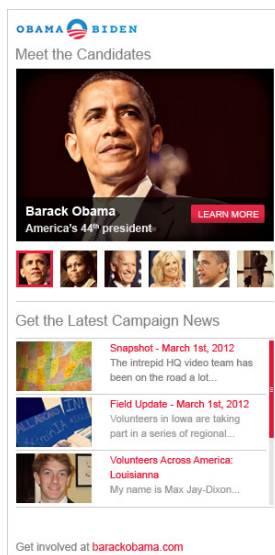 OBAMA BIDEN
Meet the Candidates
Barack Obama
America's 44th president
LEARN MORE
Get the Latest Campaign News
Snapshot - March 1st, 2012
The intrepid HQ video team has
been on the road a lot...
Field Update - March 1st, 2012
Volunteers in Iowa are taking
part in a series of regional...
Volunteers Across America:
Louisianna
My name is Max Jay-Dixon...
Get involved at barackobama.com